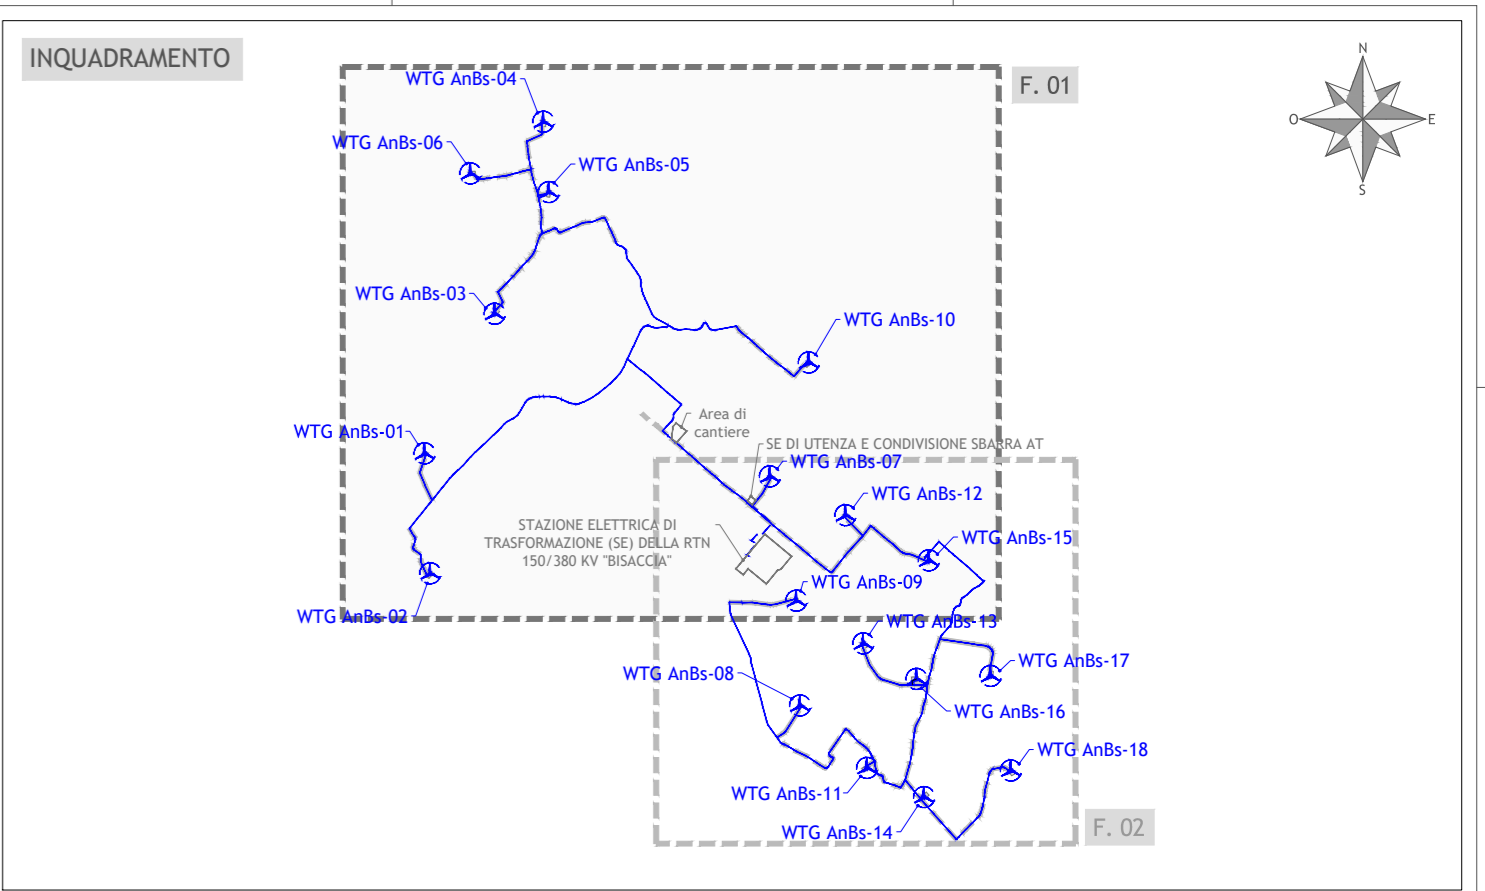 INQUADRAMENTO
F. 01
N
O
E
S
WTG AnBs-04
WTG AnBs-06
WTG AnBs-05
WTG AnBs-03
WTG AnBs-10
Area di
cantiere
WTG AnBs-01
SE DI UTENZA E CONDIVISIONE SBARRA AT
WTG AnBs-07
WTG AnBs-12
STAZIONE ELETTRICA DI
TRASFORMAZIONE (SE) DELLA RTN
150/380 KV "BISACCIA"
WTG AnBs-15
WTG AnBs-09
WTG AnBs-02
WTG AnBs-13
WTG AnBs-17
WTG AnBs-08
WTG AnBs-16
WTG AnBs-18
WTG AnBs-11
WTG AnBs-14
F. 02